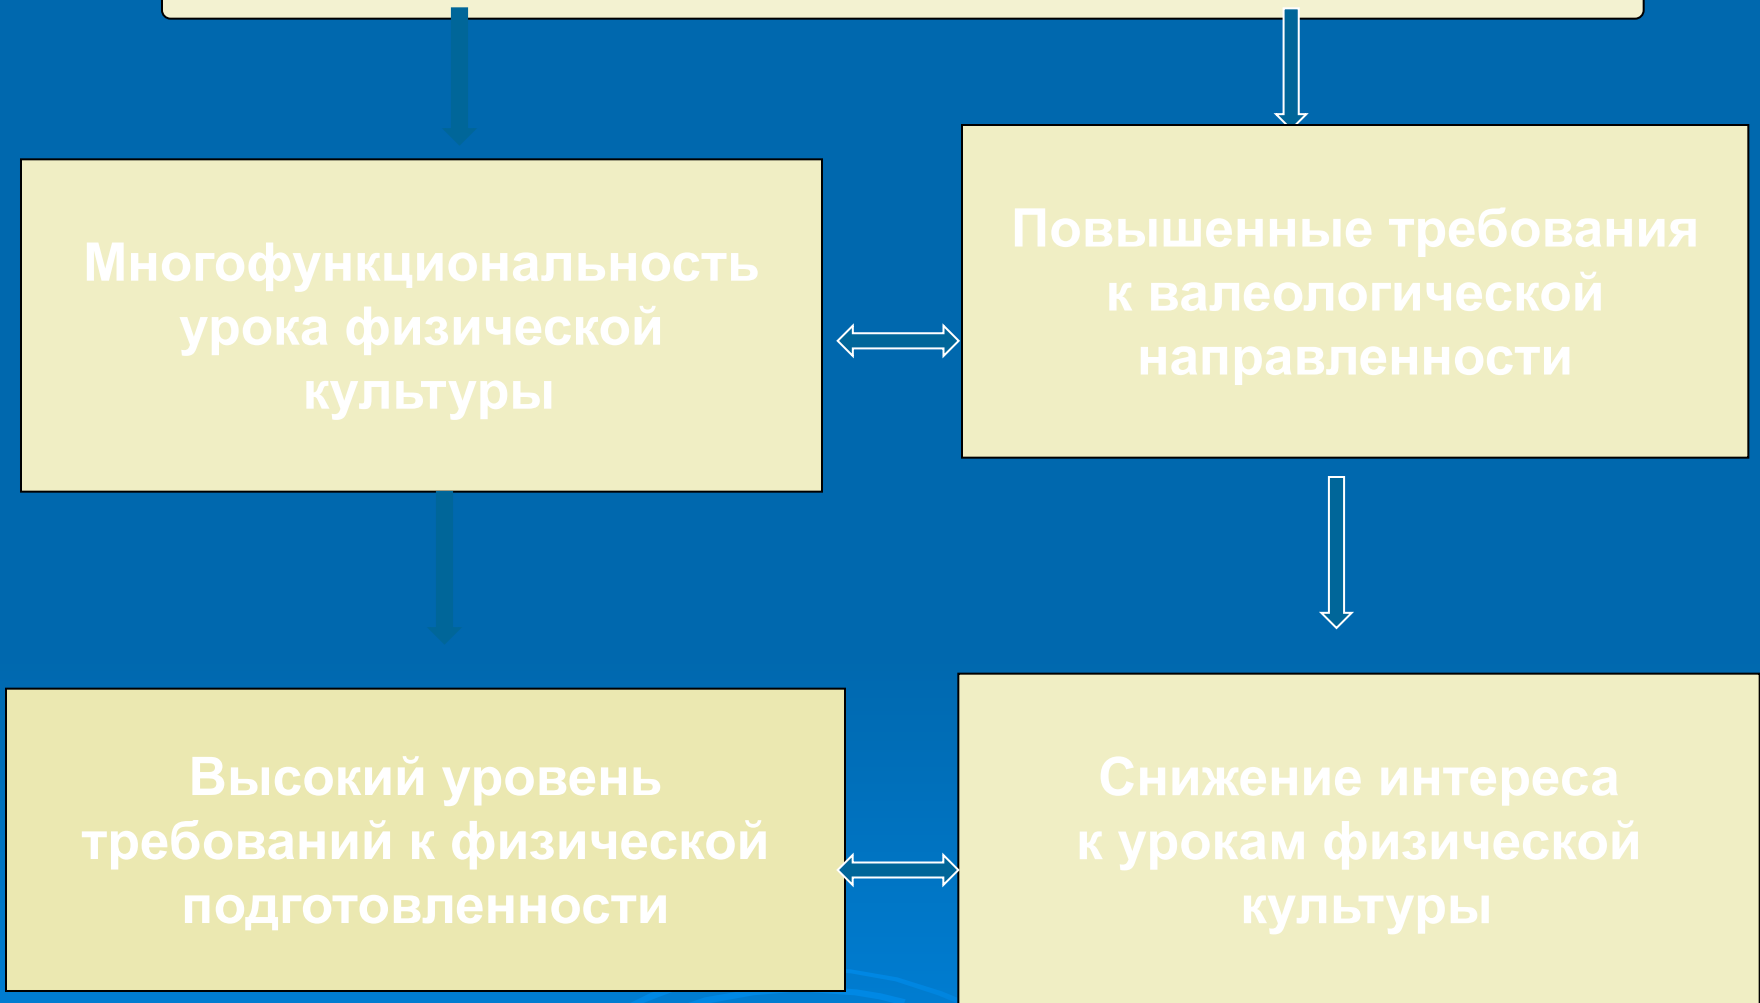 Многофункциональность
урока физической
культуры
Повышенные требования
к валеологической
направленности
Высокий уровень
требований к физической
подготовленности
Снижение интереса
к урокам физической
культуры